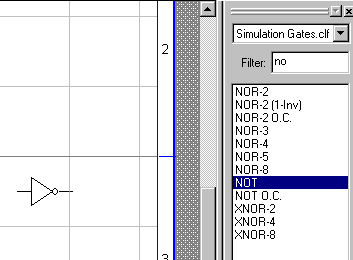 2
3
Simulation Gates.clf
Filter: no
NOR-2
NOR-2 (1-Inv)
NOR-2 O.C.
NOR-3
NOR-4
NOR-5
NOR-8
NOT
NOT O.C.
XNOR-2
XNOR-4
XNOR-8